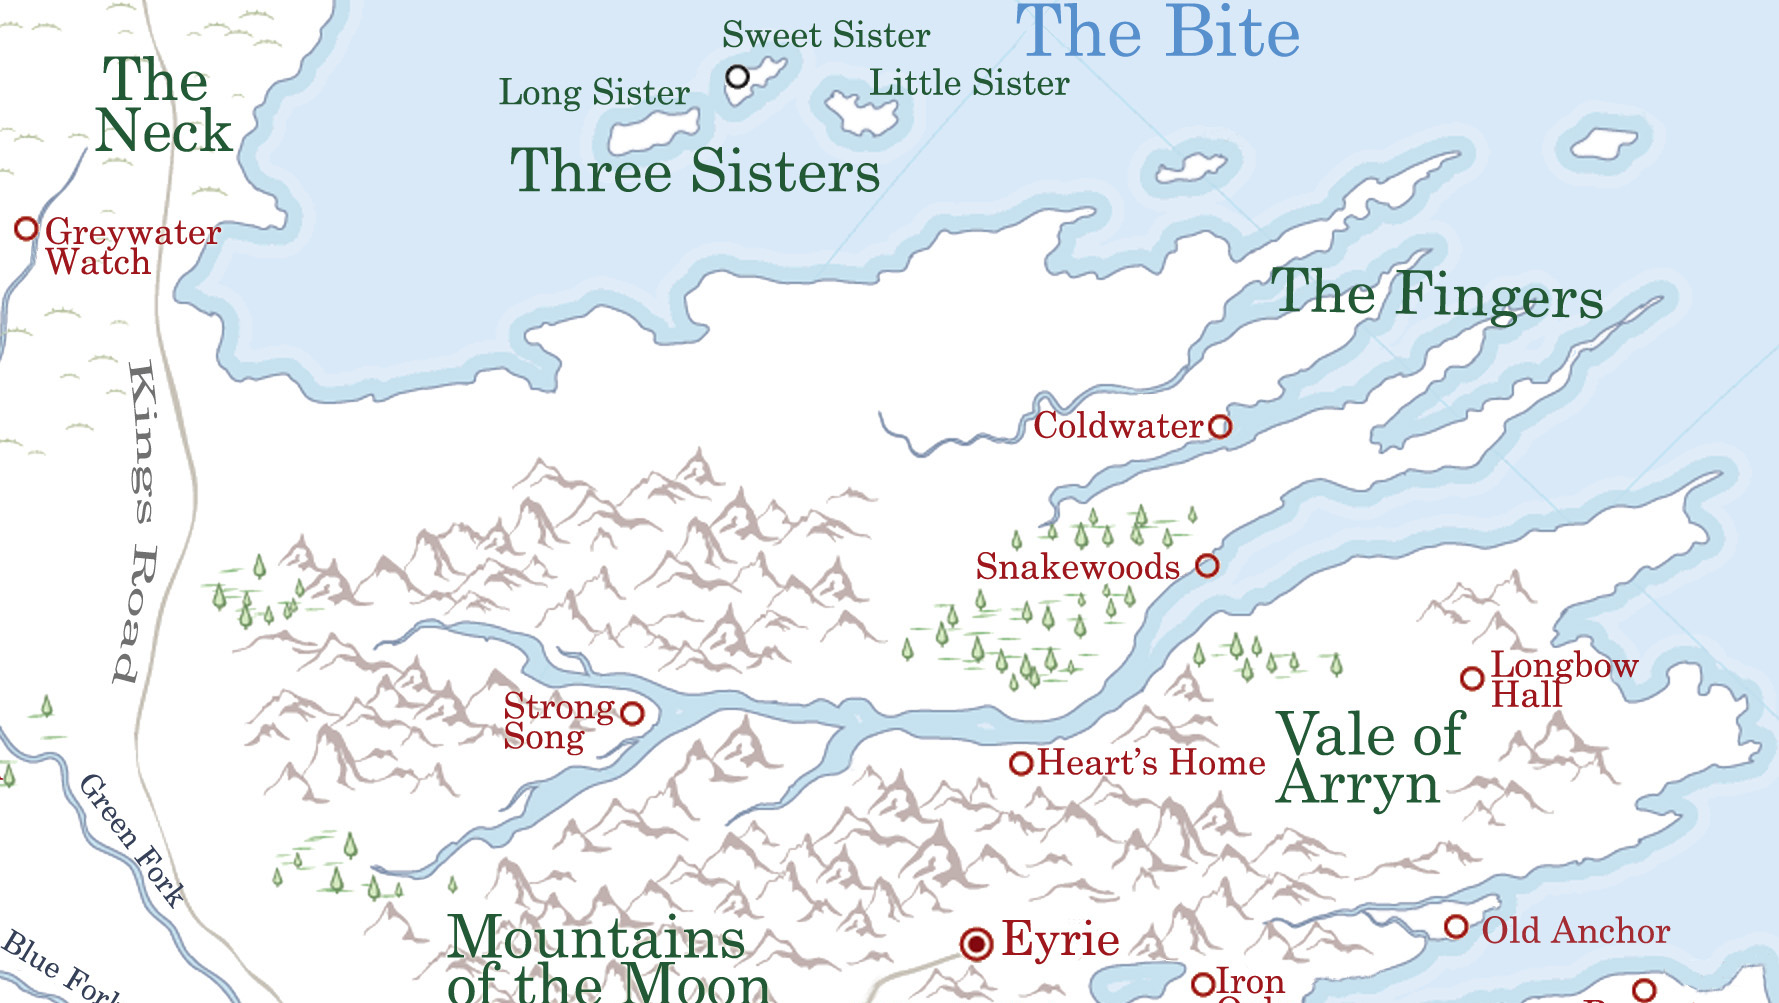 The Bite
Sweet Sister
Long Sister
Little Sister
Three Sisters
The
Neck
Greywater
Watch
The Fingers
Kings Road
Coldwater
Snakewoods
Strong
Song
Heart's Home
Longbow
Hall
Vale of
Arryn
Green Fork
Blue Fork
Mountains
of the Moon
Eyrie
Old Anchor
Iron